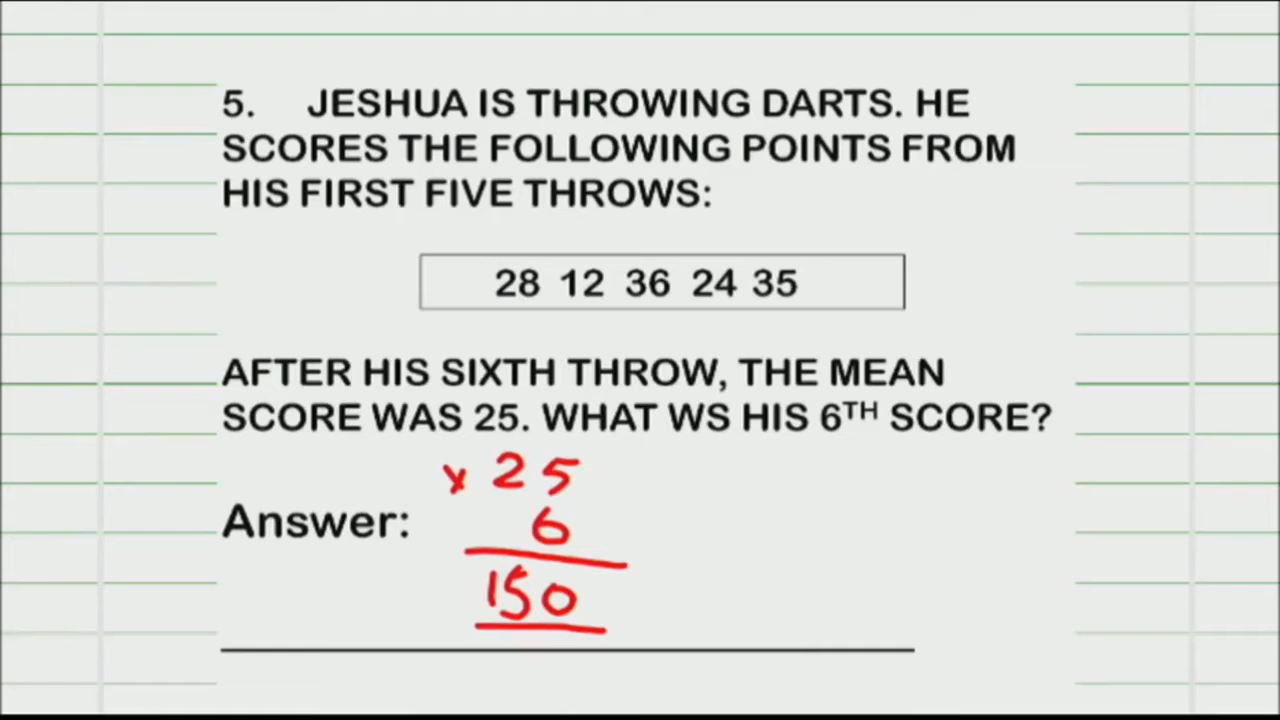 5. JESHUA IS THROWING DARTS. HE
SCORES THE FOLLOWING POINTS FROM
HIS FIRST FIVE THROWS:
28 12 36 24 35
AFTER HIS SIXTH THROW, THE MEAN
SCORE WAS 25. WHAT WS HIS 6TH SCORE?
x 25
Answer:
6
150